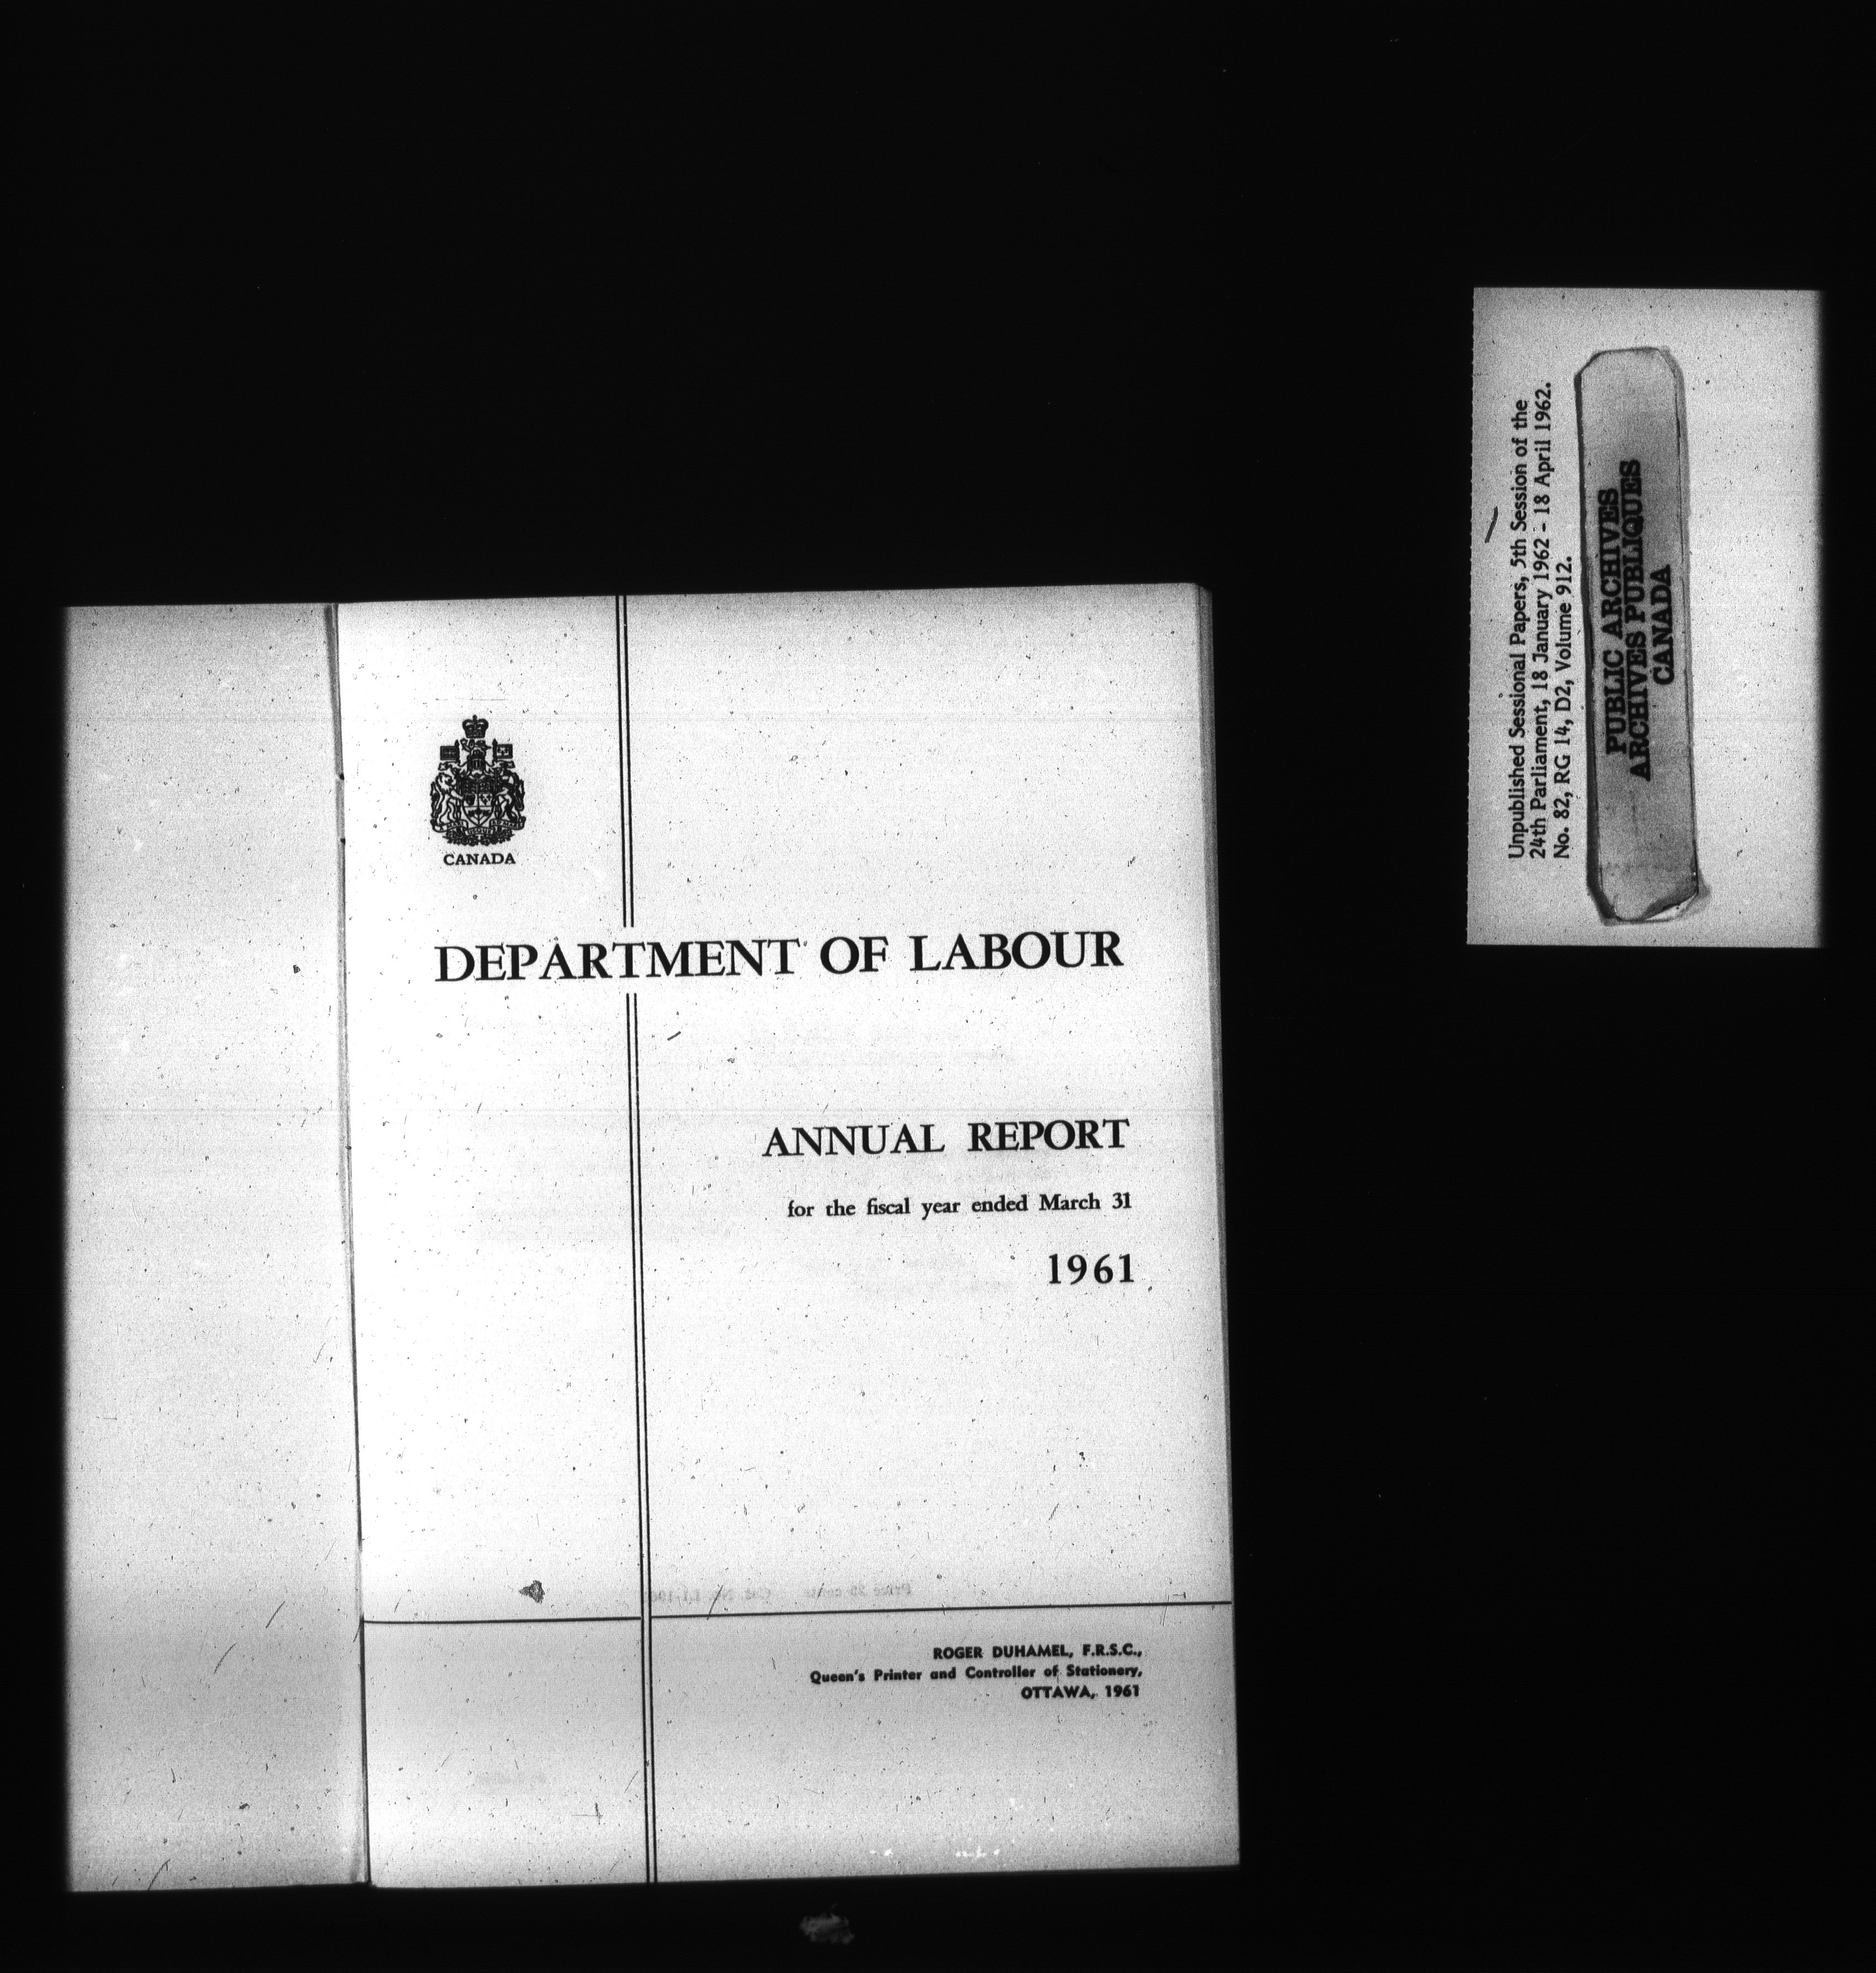 CANADA
DEPARTMENT OF LABOUR
ANNUAL REPORT
for the fiscal year ended March 31
1961
ROGER DUHAMEL, F.R.S.C.,
Queen's Printer and Controller of Stationery,
OTTAWA, 1961
Unpublished Sessional Papers, 5th Session of the
24th Parliament, 18 January 1962 - 18 April 1962.
No. 82, RG 14, D2, Volume 912.
PUBLIC ARCHIVES
ARCHIVES PUBLIQUES
CANADA